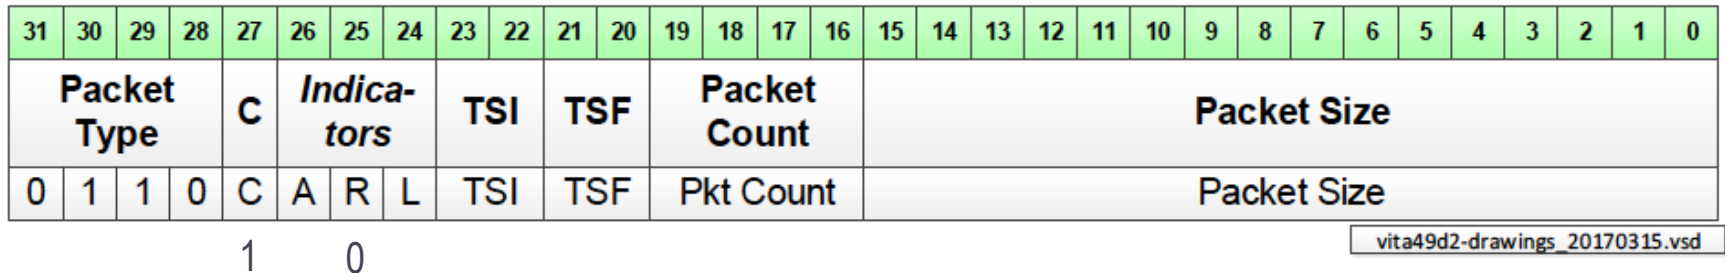 31 30 29 28 27 26 25 24 23 22 21 20 19 18 17 16 15 14 13 12 11 10 9 8 7 6 5 4 3 2 1 0
Packet Type C Indica-tors TSI TSF Packet Count Packet Size
0 1 1 0 C A R L TSI TSF Pkt Count Packet Size
1 0
vita49d2-drawings_20170315.vsd